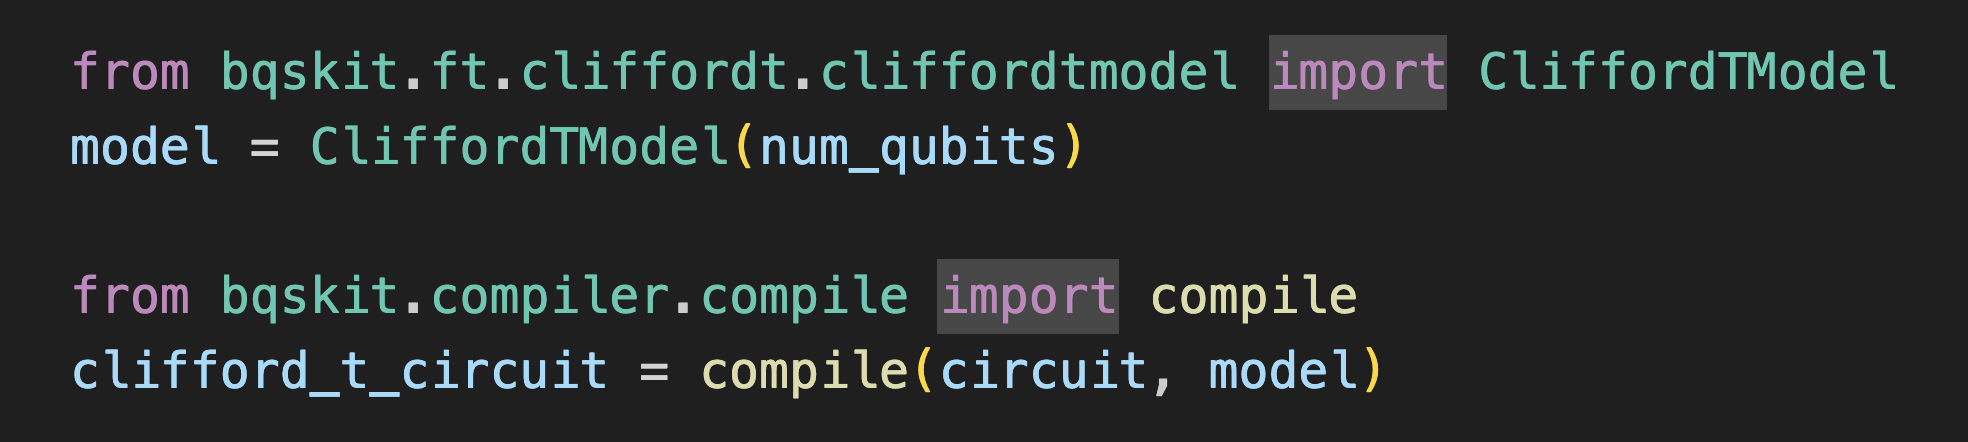 from bqskit.ft.cliffordt.cliffordtmodel import CliffordTModel
model = CliffordTModel(num_qubits)
from bqskit.compiler.compile import compile
clifford_t_circuit = compile(circuit, model)